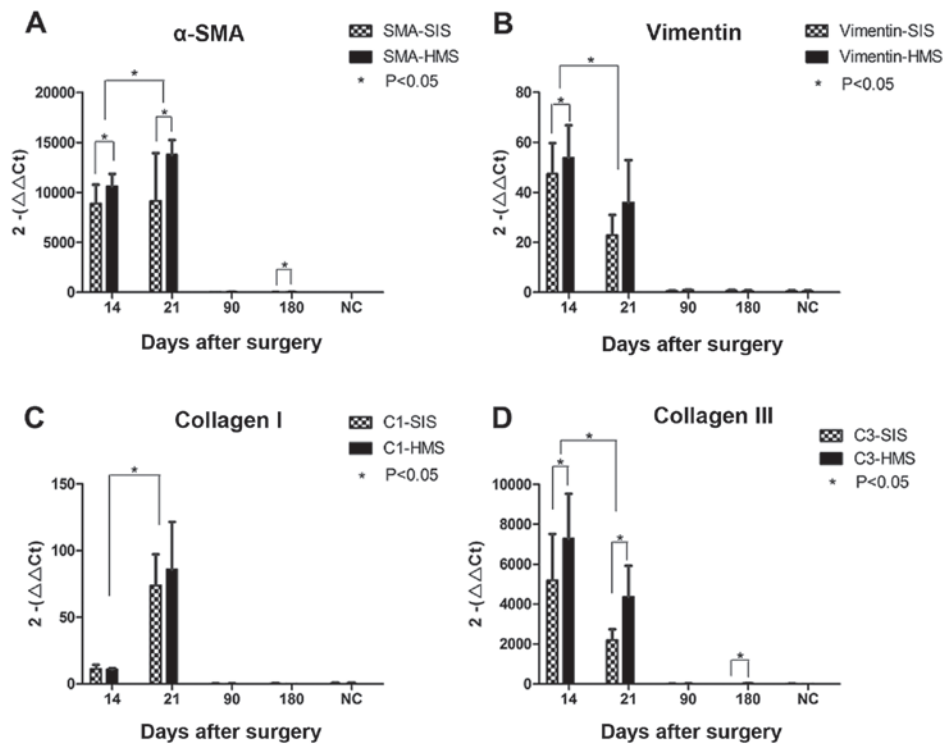 A
α-SMA
SMA-SIS
SMA-HMS
* P<0.05
*
*
*
*
20000
15000
10000
5000
0
2 -(△△Ct)
14 21 90 180 NC
Days after surgery
B
Vimentin
Vimentin-SIS
Vimentin-HMS
* P<0.05
*
*
80
60
40
20
0
2 -(△△Ct)
14 21 90 180 NC
Days after surgery
C
Collagen I
C1-SIS
C1-HMS
* P<0.05
*
150
100
50
0
2 -(△△Ct)
14 21 90 180 NC
Days after surgery
D
Collagen III
C3-SIS
C3-HMS
* P<0.05
*
*
*
*
10000
8000
6000
4000
2000
0
2 -(△△Ct)
14 21 90 180 NC
Days after surgery